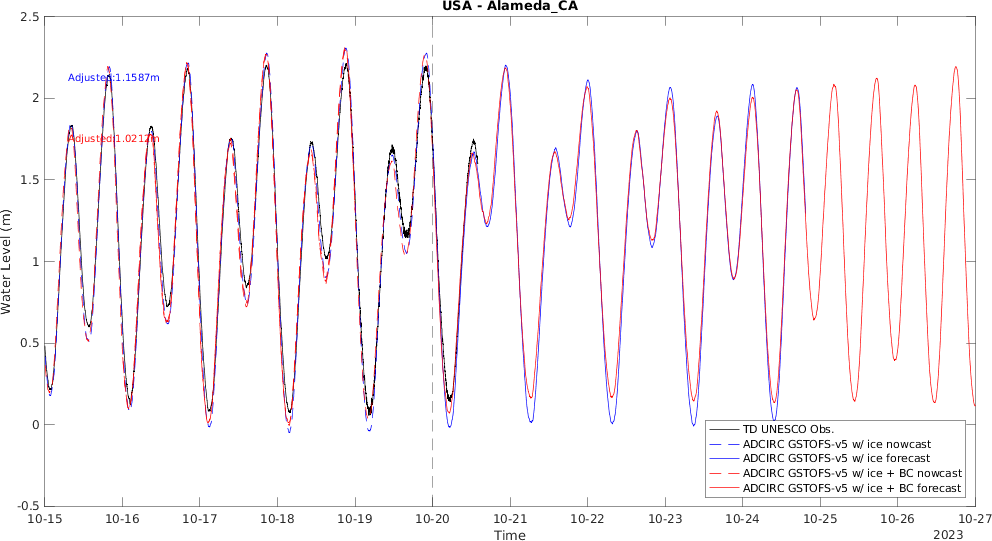 USA - Alameda_CA
2.5
2
1.5
1
0.5
0
-0.5
Water Level (m)
Adjusted:1.1587m
Adjusted:1.0212m
TD UNESCO Obs.
ADCIRC GSTOFS-v5 w/ ice nowcast
ADCIRC GSTOFS-v5 w/ ice forecast
ADCIRC GSTOFS-v5 w/ ice + BC nowcast
ADCIRC GSTOFS-v5 w/ ice + BC forecast
10-15 10-16 10-17 10-18 10-19 10-20 10-21 10-22 10-23 10-24 10-25 10-26 10-27
Time
2023